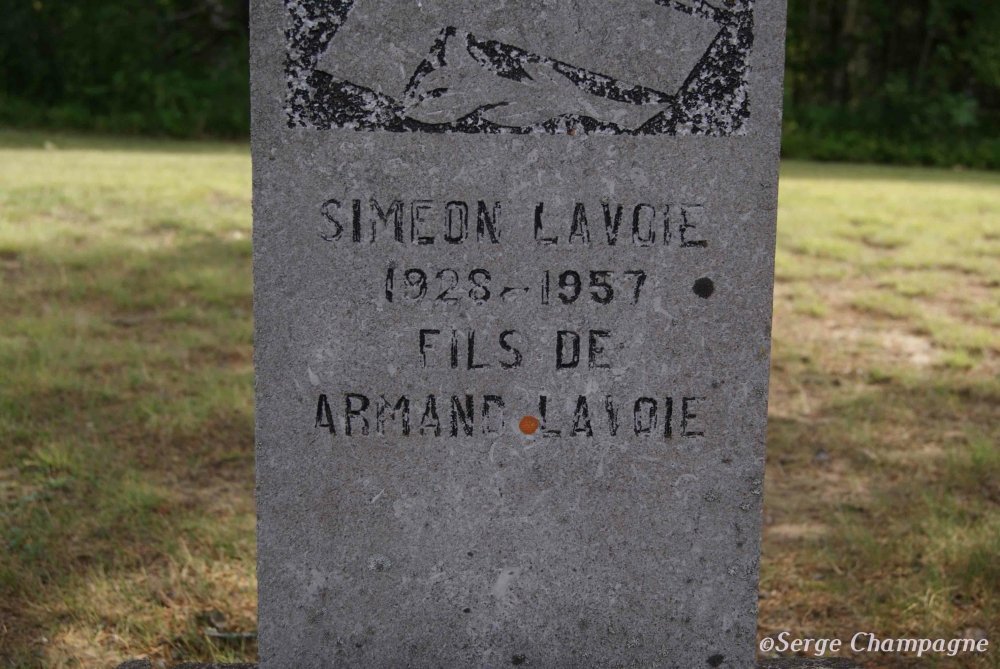 SIMEON LAVOIE
1928-1957
FILS DE
ARMAND LAVOIE
©Serge Champagne